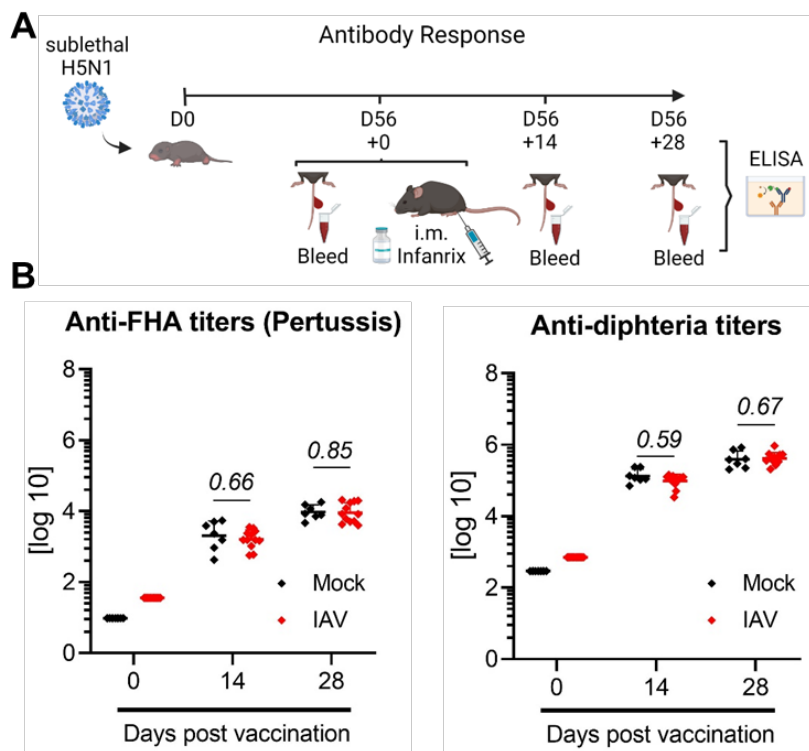 A
Antibody Response
sublethal
H5N1
D0
D56
+0
D56
+14
D56
+28
ELISA
Bleed
i.m.
Infanrix
Bleed
Bleed
B
Anti-FHA titers (Pertussis)
[log 10]
8
6
4
2
0
0.66
0.85
Mock
IAV
0 14 28
Days post vaccination
Anti-diphteria titers
[log 10]
8
6
4
2
0
0.59
0.67
Mock
IAV
0 14 28
Days post vaccination